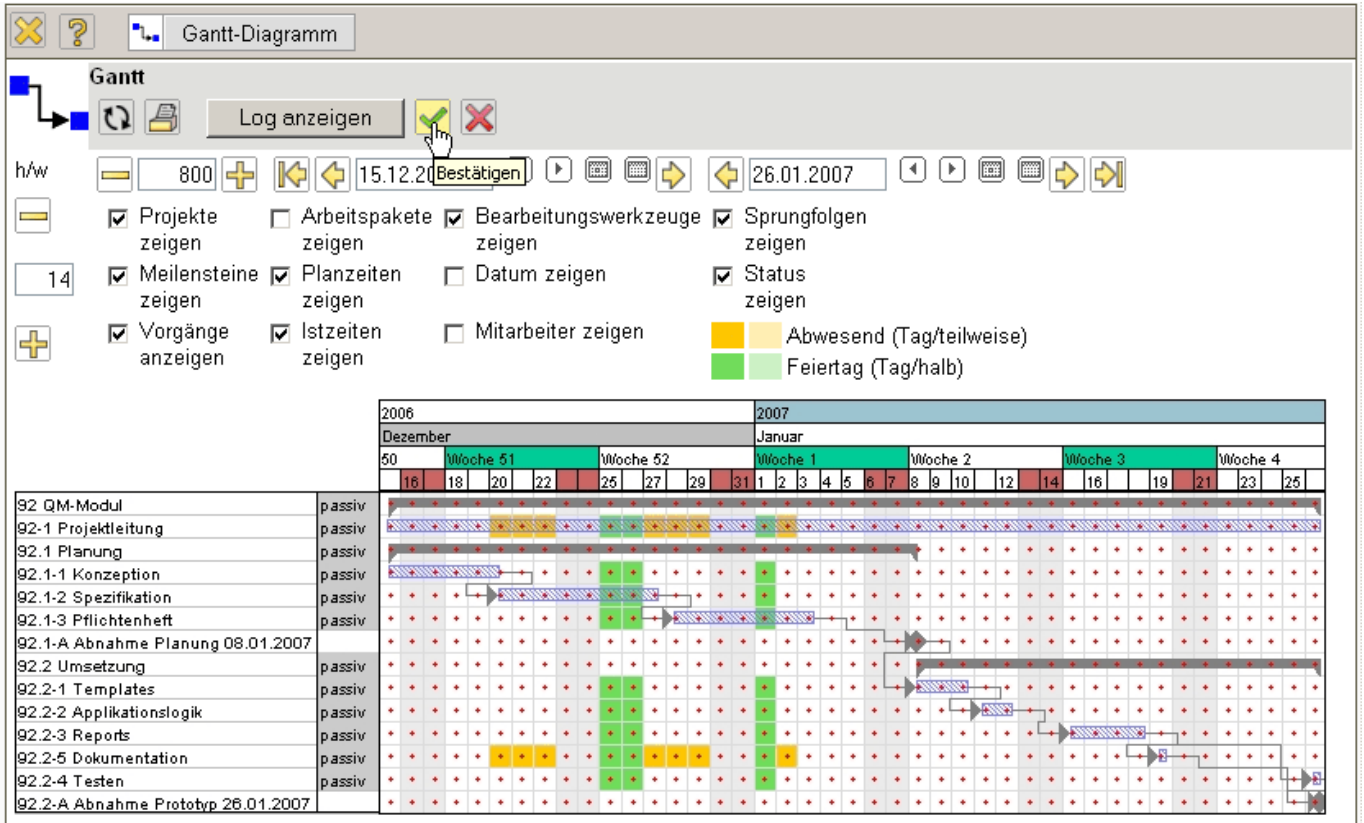 Gantt-Diagramm
Gantt
Log anzeigen
h/w
800
15.12.20
Bestätigen
26.01.2007
14
Projekte zeigen
Arbeitspakete zeigen
Bearbeitungswerkzeuge zeigen
Sprungfolgen zeigen
Meilensteine zeigen
Planzeiten zeigen
Datum zeigen
Status zeigen
Vorgänge anzeigen
Istzeiten zeigen
Mitarbeiter zeigen
Abwesend (Tag/teilweise)
Feiertag (Tag/halb)
2006 2007
Dezember Januar
50 Woche 51 Woche 52 Woche 1 Woche 2 Woche 3 Woche 4
16 18 20 22 25 27 29 31 1 2 3 4 5 6 7 8 9 10 12 14 16 19 21 23 25
92 QM-Modul passiv
92-1 Projektleitung passiv
92.1 Planung passiv
92.1-1 Konzeption passiv
92.1-2 Spezifikation passiv
92.1-3 Pflichtenheft passiv
92.1-A Abnahme Planung 08.01.2007
92.2 Umsetzung passiv
92.2-1 Templates passiv
92.2-2 Applikationslogik passiv
92.2-3 Reports passiv
92.2-5 Dokumentation passiv
92.2-4 Testen passiv
92.2-A Abnahme Prototyp 26.01.2007